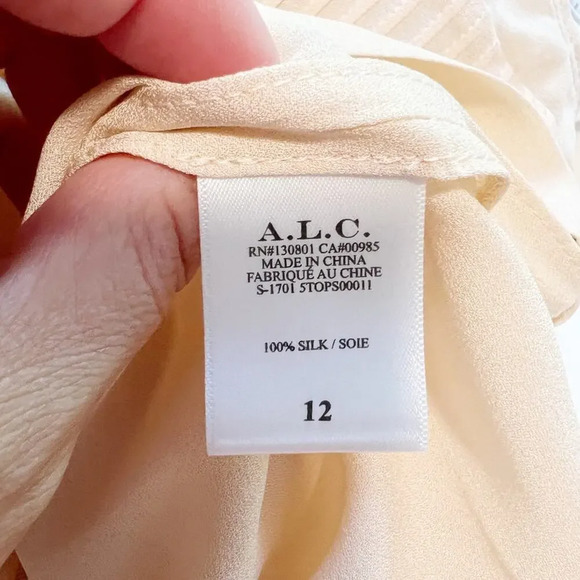 A.L.C.
RN#130801 CA#00985
MADE IN CHINA
FABRIQUÉ AU CHINE
S-1701 5TOPS00011
100% SILK / SOIE
12